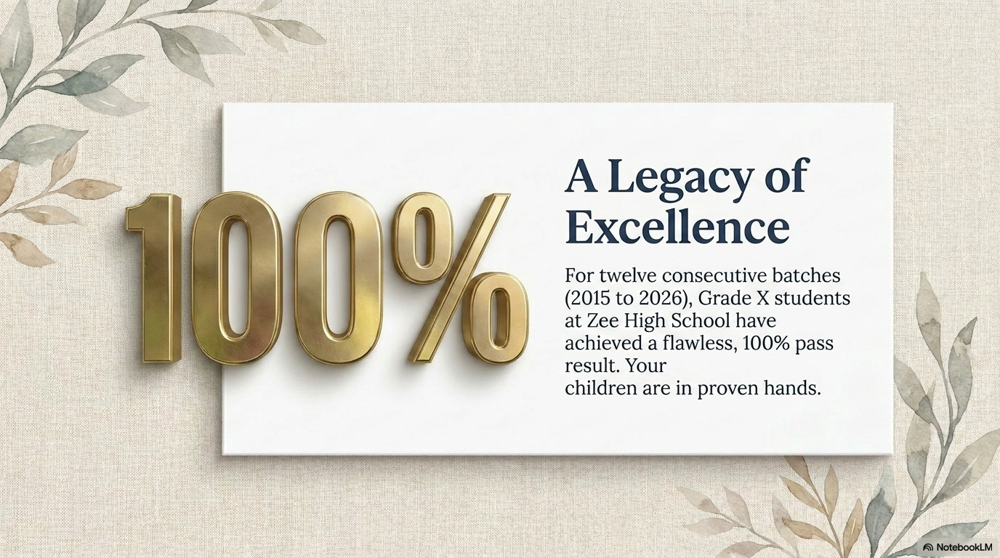 100%
A Legacy of
Excellence
For twelve consecutive batches
(2015 to 2026), Grade X students
at Zee High School have
achieved a flawless, 100% pass
result. Your
children are in proven hands.
NotebookLM